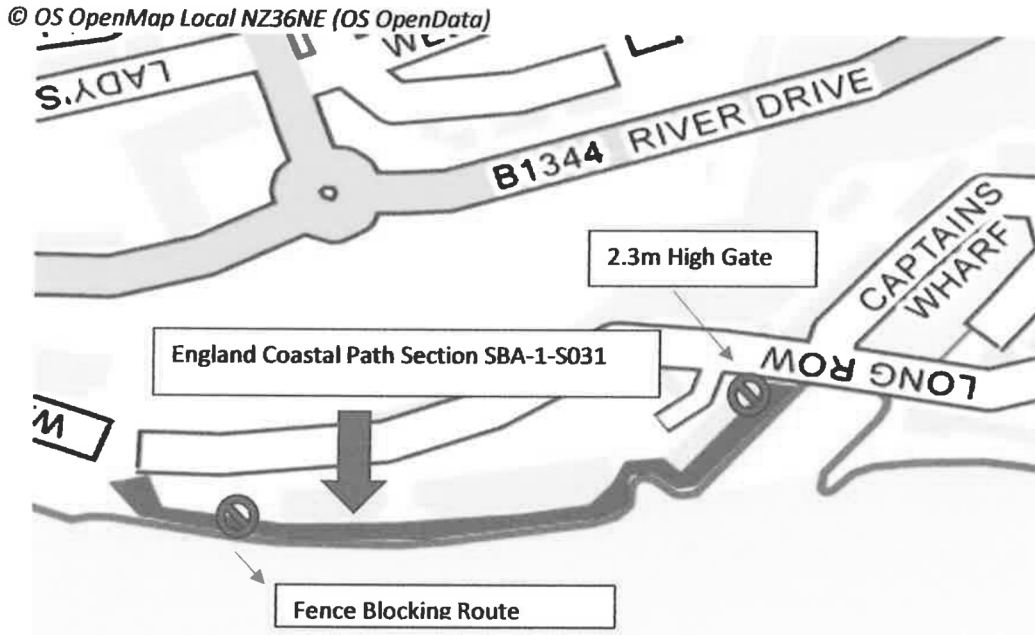 © OS OpenMap Local NZ36NE (OS OpenData)
LADY'S
B1344 RIVER DRIVE
2.3m High Gate
CAPTAINS
WHARF
England Coastal Path Section SBA-1-S031
LONG ROW
Fence Blocking Route